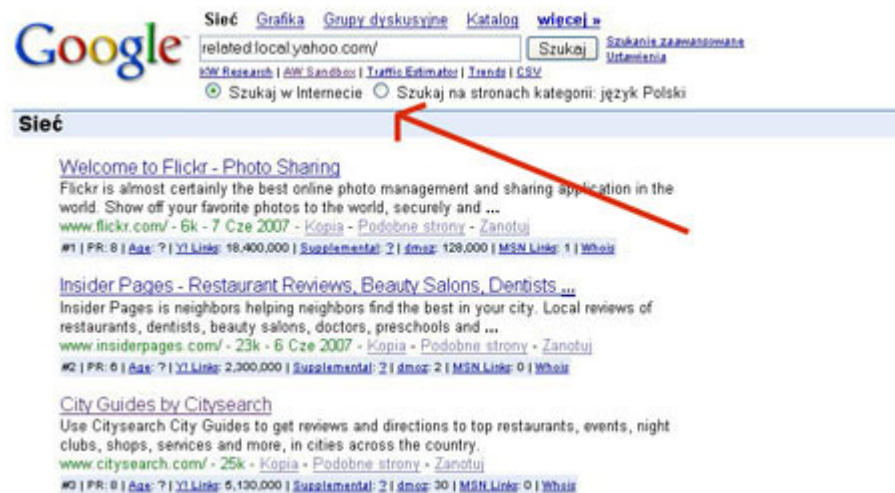 Google
Sieć Grafika Grupy dyskusyjne Katalog więcej »
related:local.yahoo.com/ Szukaj Szukanie zaawansowane
Ustawienia
KW Research | AW Sandbox | Traffic Estimator | Trends | CSV
Szukaj w Internecie Szukaj na stronach kategorii: język Polski
Sieć
Welcome to Flickr - Photo Sharing
Flickr is almost certainly the best online photo management and sharing application in the
world. Show off your favorite photos to the world, securely and ...
www.flickr.com/ - 6k - 7 Cze 2007 - Kopia - Podobne strony - Zanotuj
#1 | PR: 8 | Age: ? | Y! Links: 18,400,000 | Supplemental: ? | dmoz: 128,000 | MSN Links: 1 | Whois
Insider Pages - Restaurant Reviews, Beauty Salons, Dentists ...
Insider Pages is neighbors helping neighbors find the best in your city. Local reviews of
restaurants, dentists, beauty salons, doctors, preschools and ...
www.insiderpages.com/ - 23k - 6 Cze 2007 - Kopia - Podobne strony - Zanotuj
#2 | PR: 6 | Age: ? | Y! Links: 2,300,000 | Supplemental: ? | dmoz: 2 | MSN Links: 0 | Whois
City Guides by Citysearch
Use Citysearch City Guides to get reviews and directions to top restaurants, events, night
clubs, shops, services and more, in cities across the country.
www.citysearch.com/ - 25k - Kopia - Podobne strony - Zanotuj
#3 | PR: 8 | Age: ? | Y! Links: 5,130,000 | Supplemental: ? | dmoz: 30 | MSN Links: 0 | Whois